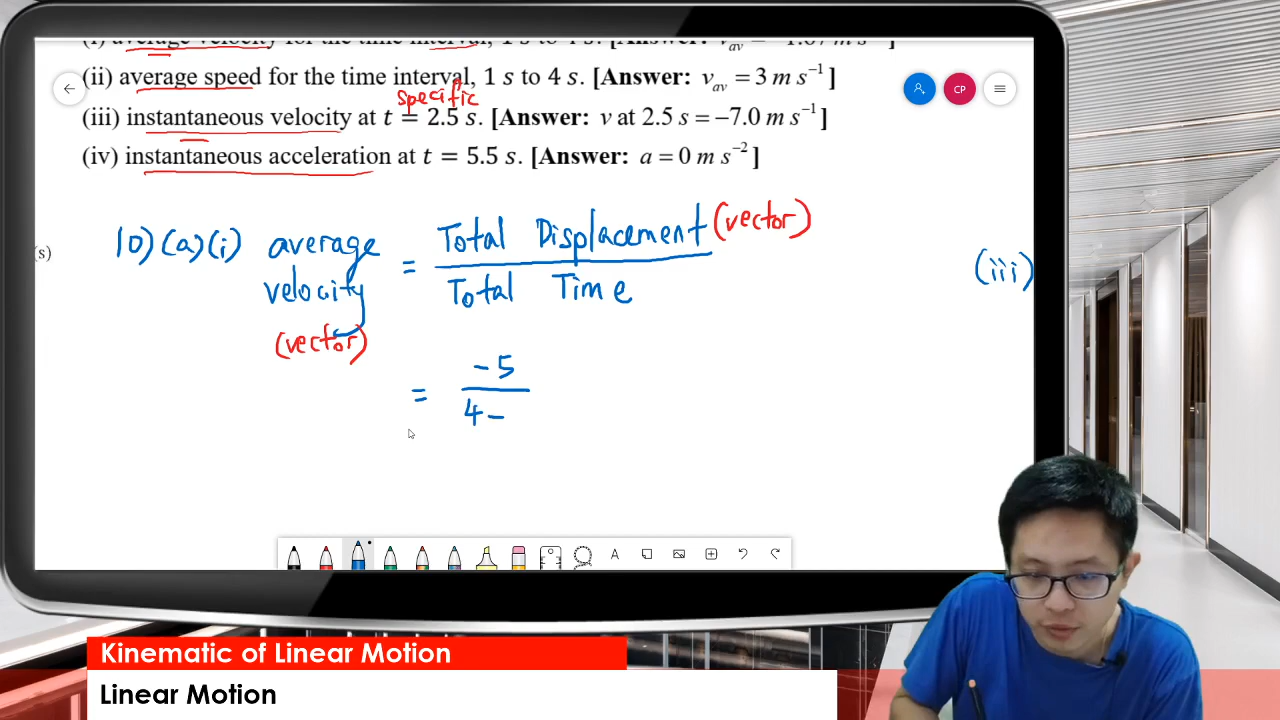 (ii) average speed for the time interval, 1 s to 4 s. [Answer: v_av = 3 m s⁻¹]
specific
(iii) instantaneous velocity at t = 2.5 s. [Answer: v at 2.5 s = −7.0 m s⁻¹]
(iv) instantaneous acceleration at t = 5.5 s. [Answer: a = 0 m s⁻²]
CP
(s)
10)(a)(i) average velocity = Total Displacement (vector)
Total Time
(vector)
(iii)
= -5
4 -
A
Kinematic of Linear Motion
Linear Motion